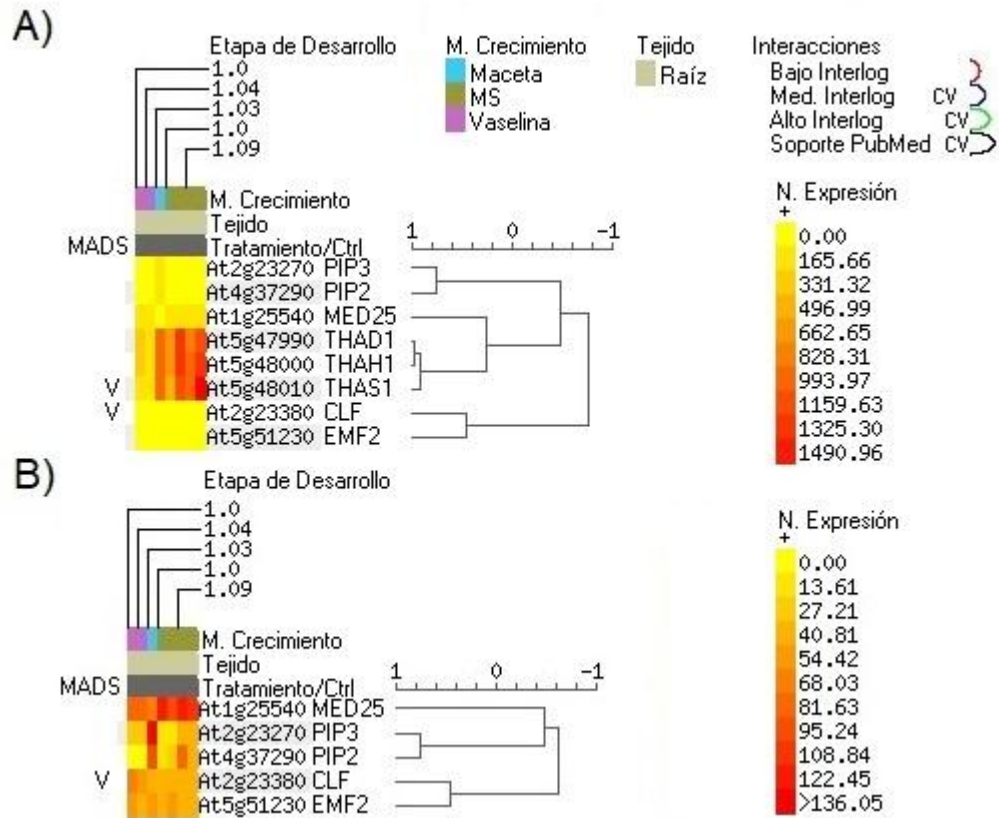 A)
Etapa de Desarrollo
1.0
1.04
1.03
1.0
1.09
M. Crecimiento
Maceta
MS
Vaselina
Tejido
Raíz
Interacciones
Bajo Interlog
Med. Interlog CV
Alto Interlog CV
Soporte PubMed CV
M. Crecimiento
Tejido
MADS Tratamiento/Ctrl
1 0 -1
At2g23270 PIP3
At4g37290 PIP2
At1g25540 MED25
At5g47990 THAD1
At5g48000 THAH1
V At5g48010 THAS1
V At2g23380 CLF
At5g51230 EMF2
N. Expresión
+
0.00
165.66
331.32
496.99
662.65
828.31
993.97
1159.63
1325.30
1490.96
B)
Etapa de Desarrollo
1.0
1.04
1.03
1.0
1.09
M. Crecimiento
Tejido
MADS Tratamiento/Ctrl
1 0 -1
At1g25540 MED25
At2g23270 PIP3
At4g37290 PIP2
V At2g23380 CLF
At5g51230 EMF2
N. Expresión
+
0.00
13.61
27.21
40.81
54.42
68.03
81.63
95.24
108.84
122.45
>136.05